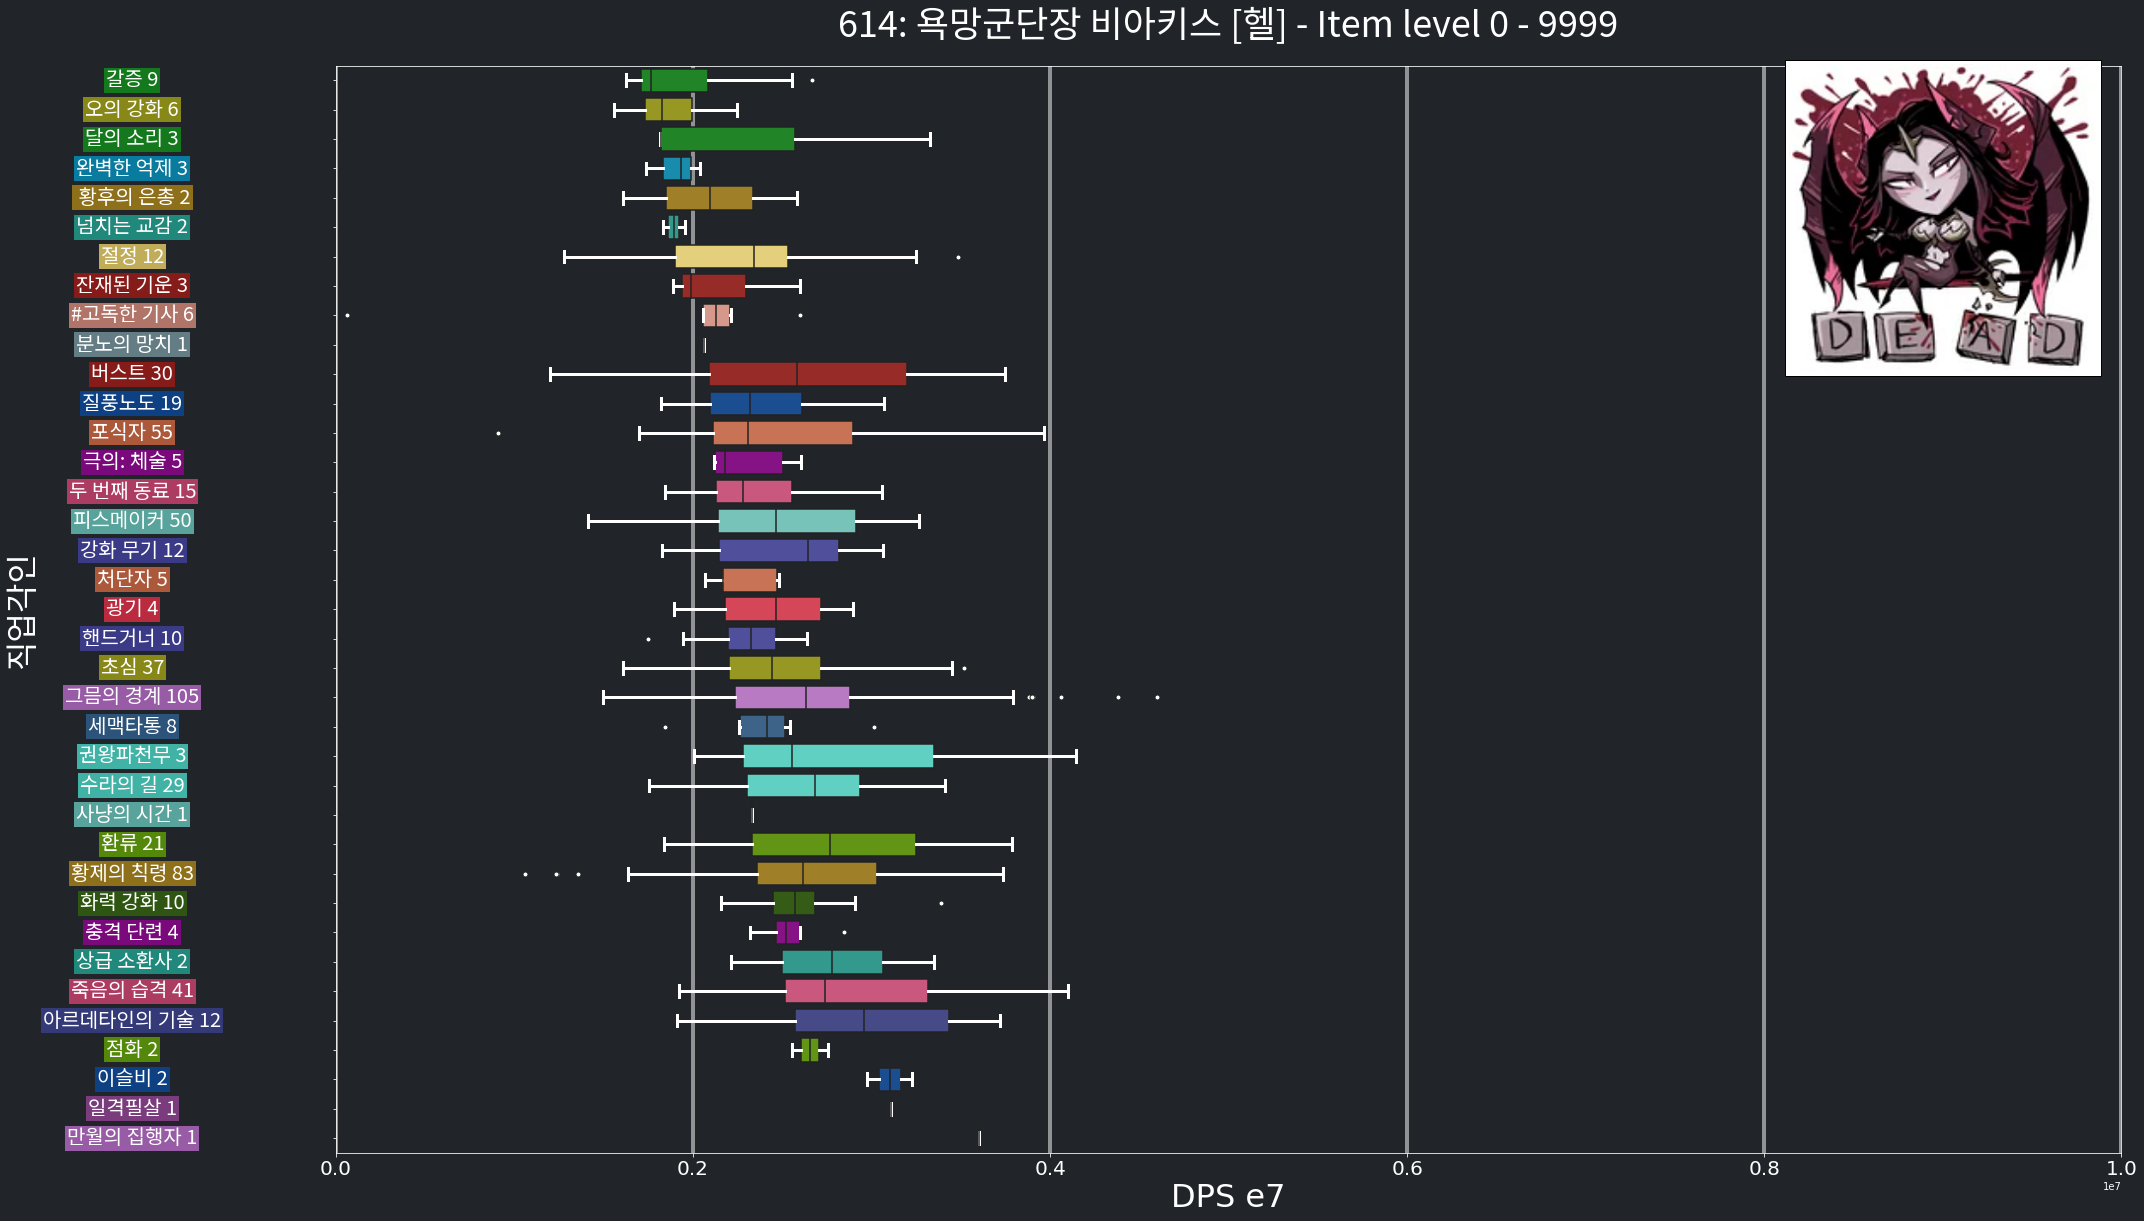 614: 욕망군단장 비아키스 [헬] - Item level 0 - 9999
갈증 9
오의 강화 6
달의 소리 3
완벽한 억제 3
황후의 은총 2
넘치는 교감 2
절정 12
잔재된 기운 3
#고독한 기사 6
분노의 망치 1
버스트 30
질풍노도 19
포식자 55
극의: 체술 5
두 번째 동료 15
피스메이커 50
강화 무기 12
처단자 5
광기 4
핸드거너 10
초심 37
그믐의 경계 105
세맥타통 8
권왕파천무 3
수라의 길 29
사냥의 시간 1
환류 21
황제의 칙령 83
화력 강화 10
충격 단련 4
상급 소환사 2
죽음의 습격 41
아르데타인의 기술 12
점화 2
이슬비 2
일격필살 1
만월의 집행자 1
직업각인
0.0 0.2 0.4 0.6 0.8 1.0
1e7
DPS e7
DEAD